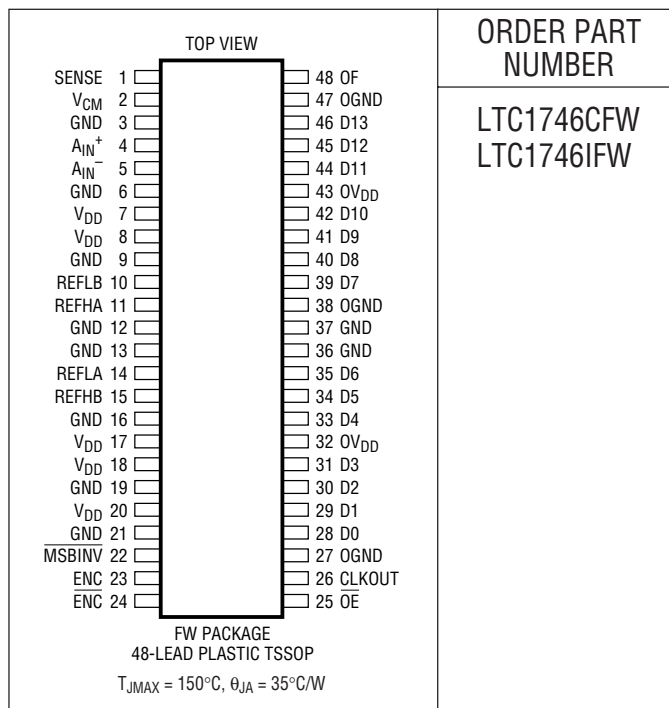 TOP VIEW
SENSE 1
VCM 2
GND 3
AIN+ 4
AIN– 5
GND 6
VDD 7
VDD 8
GND 9
REFLB 10
REFHA 11
GND 12
GND 13
REFLA 14
REFHB 15
GND 16
VDD 17
VDD 18
GND 19
VDD 20
GND 21
MSBINV 22
ENC 23
ENC 24
48 OF
47 OGND
46 D13
45 D12
44 D11
43 OVDD
42 D10
41 D9
40 D8
39 D7
38 OGND
37 GND
36 GND
35 D6
34 D5
33 D4
32 OVDD
31 D3
30 D2
29 D1
28 D0
27 OGND
26 CLKOUT
25 OE
FW PACKAGE
48-LEAD PLASTIC TSSOP
TJMAX = 150°C, θJA = 35°C/W
ORDER PART
NUMBER
LTC1746CFW
LTC1746IFW